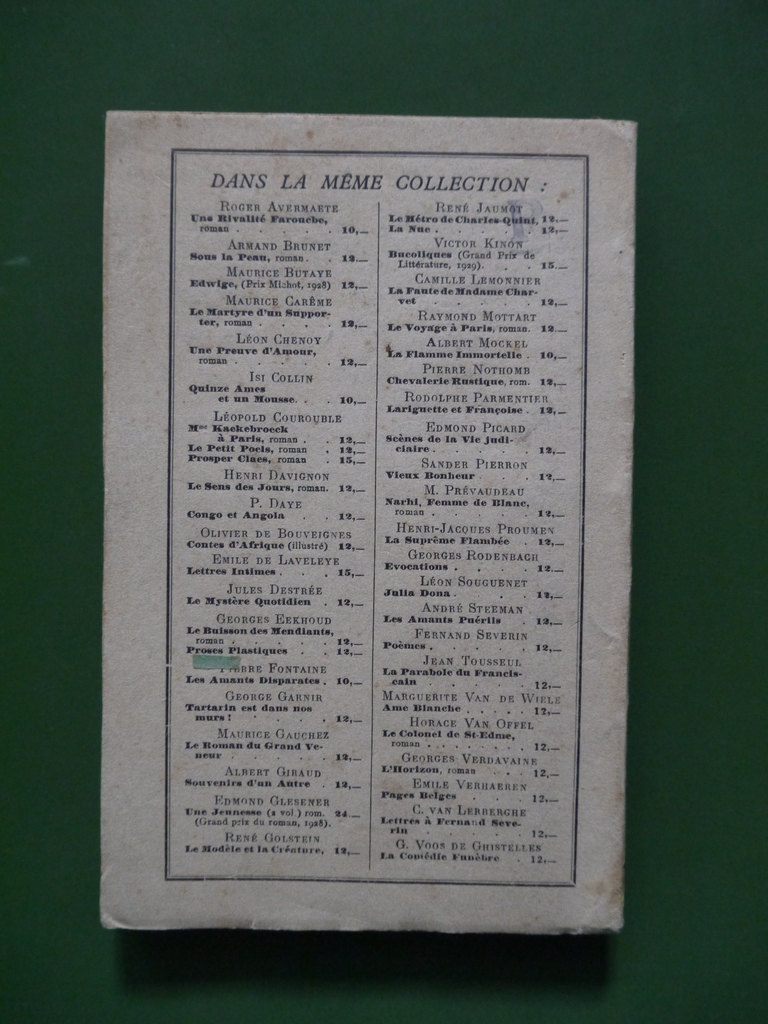 DANS LA MÊME COLLECTION :
ROGER AVERMAETE
Une Rivalité Farouche,
roman . . . . . 10,—
ARMAND BRUNET
Sous la Peau, roman . . 12,—
MAURICE BUTAYE
Edwige, (Prix Michot, 1928) 12,—
MAURICE CARÊME
Le Martyre d'un Suppor-
ter, roman . . . . 12,—
LÉON CHENOY
Une Preuve d'Amour,
roman . . . . . 12,—
ISI COLLIN
Quinze Ames
et un Mousse. . . 10,—
LÉOPOLD COUROUBLE
Mme Kaekebroeck
à Paris, roman . . 12,—
Le Petit Poels, roman . 12,—
Prosper Claes, roman . 15,—
HENRI DAVIGNON
Le Sens des Jours, roman. 12,—
P. DAYE
Congo et Angola . . 12,—
OLIVIER DE BOUVEIGNES
Contes d'Afrique (illustré) 12,—
EMILE DE LAVELEYE
Lettres Intimes . . . 15,—
JULES DESTRÉE
Le Mystère Quotidien . 12,—
GEORGES EEKHOUD
Le Buisson des Mendiants,
roman . . . . . 12,—
Proses Plastiques . . 12,—
PIERRE FONTAINE
Les Amants Disparates . 10,—
GEORGE GARNIR
Tartarin est dans nos
murs ! . . . . 12,—
MAURICE GAUCHEZ
Le Roman du Grand Ve-
neur . . . . . 12,—
ALBERT GIRAUD
Souvenirs d'un Autre . 12,—
EDMOND GLESENER
Une Jeunesse (2 vol) rom. 24 —
(Grand prix du roman, 1928).
RENÉ GOLSTEIN
Le Modèle et la Créature, 12,—
RENÉ JAUMOT
Le Métro de Charles-Quint, 12,—
La Nue . . . . . 12,—
VICTOR KINON
Bucoliques (Grand Prix de
Littérature, 1929). . . 15 —
CAMILLE LEMONNIER
La Faute de Madame Char-
vet . . . . . 12,—
RAYMOND MOTTART
Le Voyage à Paris, roman. 12 —
ALBERT MOCKEL
La Flamme Immortelle . 10,—
PIERRE NOTHOMB
Chevalerie Rustique, rom. 12,—
RODOLPHE PARMENTIER
Lariguette et Françoise . 12,—
EDMOND PICARD
Scènes de la Vie Judi-
ciaire . . . . . 12,—
SANDER PIERRON
Vieux Bonheur . . . 12,—
M. PRÉVAUDEAU
Narhi, Femme de Blanc,
roman . . . . . 12,—
HENRI-JACQUES PROUMEN
La Suprême Flambée . 12,—
GEORGES RODENBACH
Evocations . . . . 12.—
LÉON SOUGUENET
Julia Dona . . . . 12,—
ANDRÉ STEEMAN
Les Amants Puérils . 12,—
FERNAND SEVERIN
Poèmes. . . . . 12,—
JEAN TOUSSEUL
La Parabole du Francis-
cain . . . . . 12,—
MARGUERITE VAN DE WIELE
Ame Blanche . . . . . 12,—
HORACE VAN OFFEL
Le Colonel de St-Edme,
roman . . . . . . . 12,—
GEORGES VERDAVAINE
L'Horizon, roman . . . 12,—
EMILE VERHAEREN
Pages Belges . . . 12,—
C. VAN LERBERGHE
Lettres à Fernand Seve-
rin . . . . . 12,—
G. VOOS DE GHISTELLES
La Comédie Funèbre . 12,—